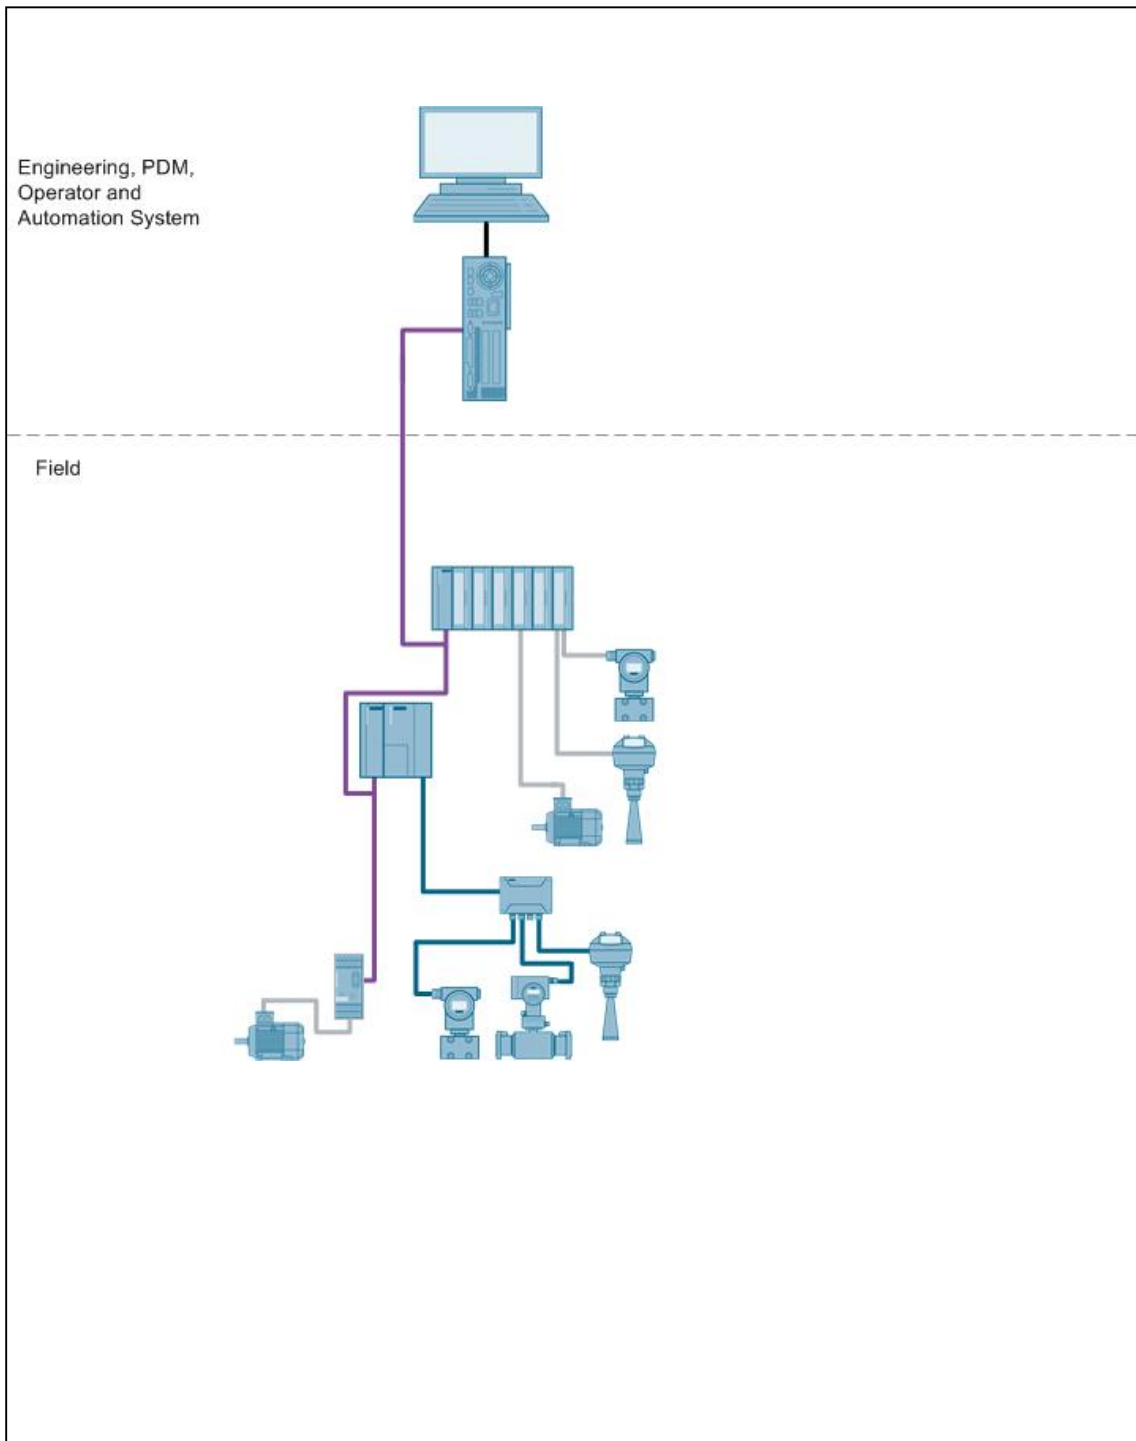 Engineering, PDM,
Operator and
Automation System
Field